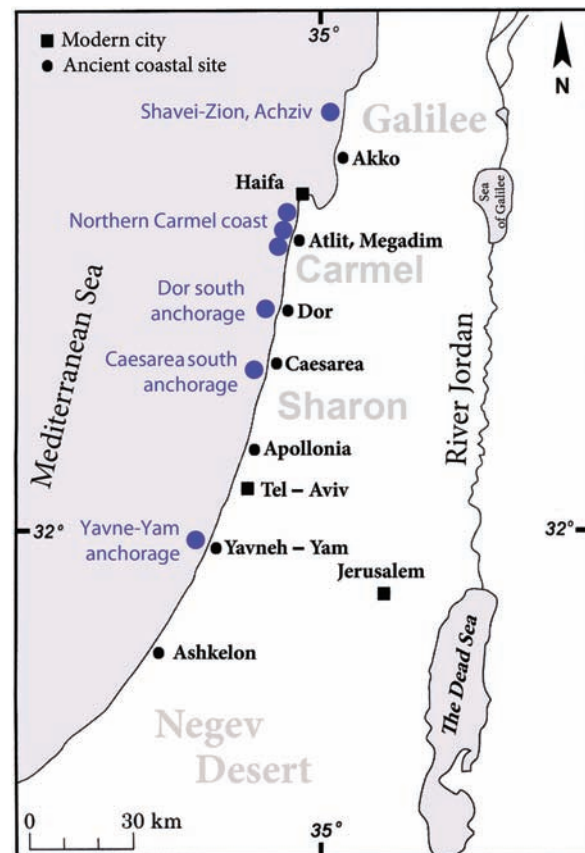 35°
Modern city
Ancient coastal site
N
Shavei-Zion, Achziv
Galilee
Akko
Haifa
Sea
of Galilee
Northern Carmel coast
Atlit, Megadim
Carmel
Dor south
anchorage
Dor
Mediterranean Sea
River Jordan
Caesarea south
anchorage
Caesarea
Sharon
Apollonia
Tel – Aviv
32°
Yavne-Yam
anchorage
Yavneh – Yam
32°
Jerusalem
Ashkelon
The Dead Sea
Negev
Desert
0 30 km
35°